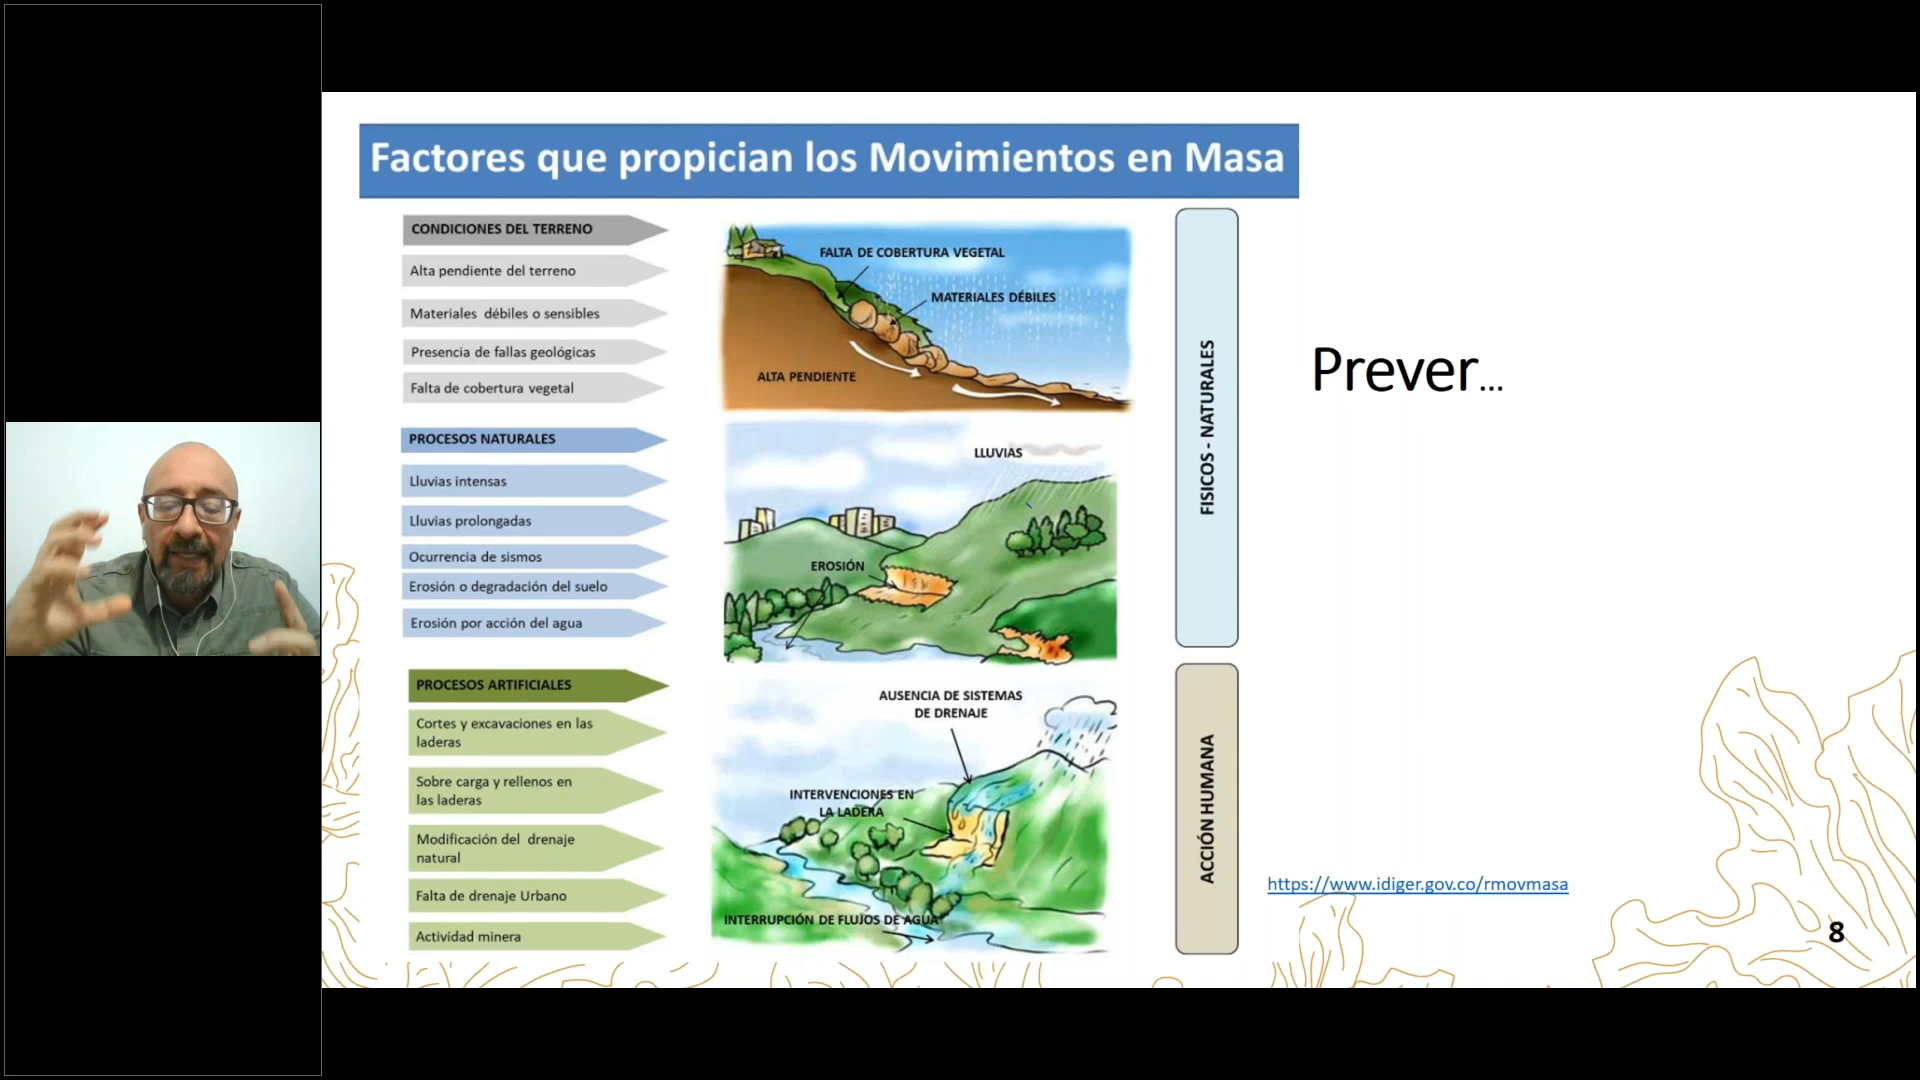 Factores que propician los Movimientos en Masa
CONDICIONES DEL TERRENO
Alta pendiente del terreno
Materiales débiles o sensibles
Presencia de fallas geológicas
Falta de cobertura vegetal
FALTA DE COBERTURA VEGETAL
MATERIALES DÉBILES
ALTA PENDIENTE
PROCESOS NATURALES
Lluvias intensas
Lluvias prolongadas
Ocurrencia de sismos
Erosión o degradación del suelo
Erosión por acción del agua
LLUVIAS
EROSIÓN
FISICOS - NATURALES
PROCESOS ARTIFICIALES
Cortes y excavaciones en las
laderas
Sobre carga y rellenos en
las laderas
Modificación del drenaje
natural
Falta de drenaje Urbano
Actividad minera
AUSENCIA DE SISTEMAS
DE DRENAJE
INTERVENCIONES EN
LA LADERA
INTERRUPCIÓN DE FLUJOS DE AGUA
ACCIÓN HUMANA
Prever...
https://www.idiger.gov.co/rmovmasa
8